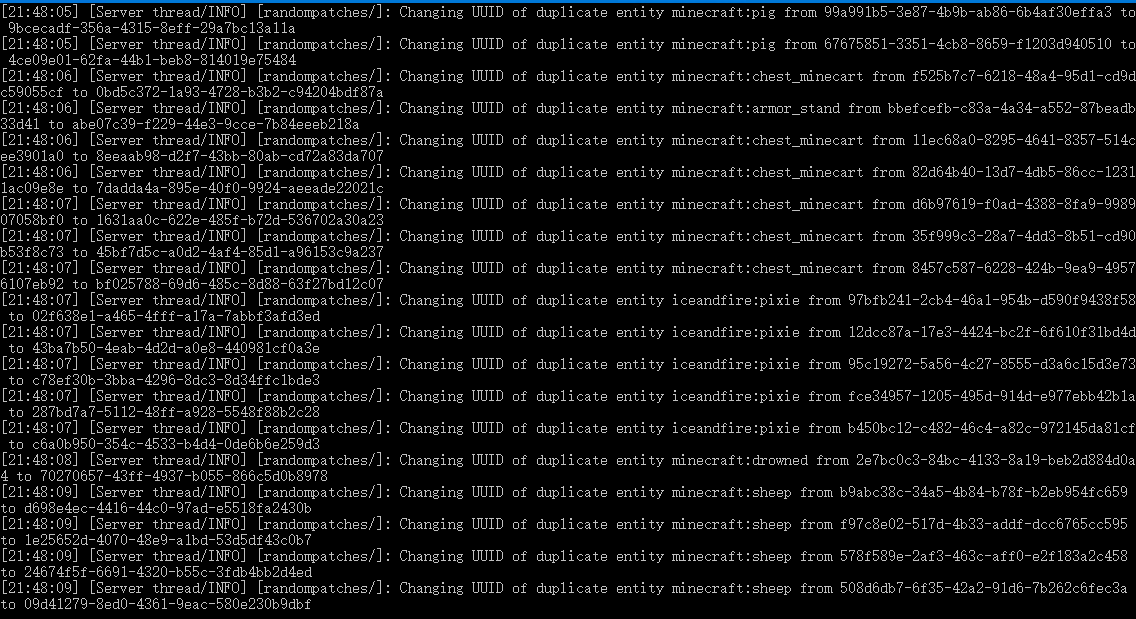 [21:48:05] [Server thread/INFO] [randompatches/]: Changing UUID of duplicate entity minecraft:pig from 99a991b5-3e87-4b9b-ab86-6b4af30effa3 to
 9bcecadf-356a-4315-8eff-29a7bc13a11a
[21:48:05] [Server thread/INFO] [randompatches/]: Changing UUID of duplicate entity minecraft:pig from 67675851-3351-4cb8-8659-f1203d940510 to
 4ce09e01-62fa-44b1-beb8-814019e75484
[21:48:06] [Server thread/INFO] [randompatches/]: Changing UUID of duplicate entity minecraft:chest_minecart from f525b7c7-6218-48a4-95d1-cd9d
c59055cf to 0bd5c372-1a93-4728-b3b2-c94204bdf87a
[21:48:06] [Server thread/INFO] [randompatches/]: Changing UUID of duplicate entity minecraft:armor_stand from bbefcefb-c83a-4a34-a552-87beadb
33d41 to abe07c39-f229-44e3-9cce-7b84eeeb218a
[21:48:06] [Server thread/INFO] [randompatches/]: Changing UUID of duplicate entity minecraft:chest_minecart from 11ec68a0-8295-4641-8357-514c
ee3901a0 to 8eeaab98-d2f7-43bb-80ab-cd72a83da707
[21:48:06] [Server thread/INFO] [randompatches/]: Changing UUID of duplicate entity minecraft:chest_minecart from 82d64b40-13d7-4db5-86cc-1231
1ac09e8e to 7dadda4a-895e-40f0-9924-aeeade22021c
[21:48:07] [Server thread/INFO] [randompatches/]: Changing UUID of duplicate entity minecraft:chest_minecart from d6b97619-f0ad-4388-8fa9-9989
07058bf0 to 1631aa0c-622e-485f-b72d-536702a30a23
[21:48:07] [Server thread/INFO] [randompatches/]: Changing UUID of duplicate entity minecraft:chest_minecart from 35f999c3-28a7-4dd3-8b51-cd90
b53f8c73 to 45bf7d5c-a0d2-4af4-85d1-a96153c9a237
[21:48:07] [Server thread/INFO] [randompatches/]: Changing UUID of duplicate entity minecraft:chest_minecart from 8457c587-6228-424b-9ea9-4957
6107eb92 to bf025788-69d6-485c-8d88-63f27bd12c07
[21:48:07] [Server thread/INFO] [randompatches/]: Changing UUID of duplicate entity iceandfire:pixie from 97bfb241-2cb4-46a1-954b-d590f9438f58
 to 02f638e1-a465-4fff-a17a-7abbf3afd3ed
[21:48:07] [Server thread/INFO] [randompatches/]: Changing UUID of duplicate entity iceandfire:pixie from 12dcc87a-17e3-4424-bc2f-6f610f31bd4d
 to 43ba7b50-4eab-4d2d-a0e8-440981cf0a3e
[21:48:07] [Server thread/INFO] [randompatches/]: Changing UUID of duplicate entity iceandfire:pixie from 95c19272-5a56-4c27-8555-d3a6c15d3e73
 to c78ef30b-3bba-4296-8dc3-8d34ffc1bde3
[21:48:07] [Server thread/INFO] [randompatches/]: Changing UUID of duplicate entity iceandfire:pixie from fce34957-1205-495d-914d-e977ebb42b1a
 to 287bd7a7-5112-48ff-a928-5548f88b2c28
[21:48:07] [Server thread/INFO] [randompatches/]: Changing UUID of duplicate entity iceandfire:pixie from b450bc12-c482-46c4-a82c-972145da81cf
 to c6a0b950-354c-4533-b4d4-0de6b6e259d3
[21:48:08] [Server thread/INFO] [randompatches/]: Changing UUID of duplicate entity minecraft:drowned from 2e7bc0c3-84bc-4133-8a19-beb2d884d0a
4 to 70270657-43ff-4937-b055-866c5d0b8978
[21:48:09] [Server thread/INFO] [randompatches/]: Changing UUID of duplicate entity minecraft:sheep from b9abc38c-34a5-4b84-b78f-b2eb954fc659
to d698e4ec-4416-44c0-97ad-e5518fa2430b
[21:48:09] [Server thread/INFO] [randompatches/]: Changing UUID of duplicate entity minecraft:sheep from f97c8e02-517d-4b33-addf-dcc6765cc595
to 1e25652d-4070-48e9-a1bd-53d5df43c0b7
[21:48:09] [Server thread/INFO] [randompatches/]: Changing UUID of duplicate entity minecraft:sheep from 578f589e-2af3-463c-aff0-e2f183a2c458
to 24674f5f-6691-4320-b55c-3fdb4bb2d4ed
[21:48:09] [Server thread/INFO] [randompatches/]: Changing UUID of duplicate entity minecraft:sheep from 508d6db7-6f35-42a2-91d6-7b262c6fec3a
to 09d41279-8ed0-4361-9eac-580e230b9dbf